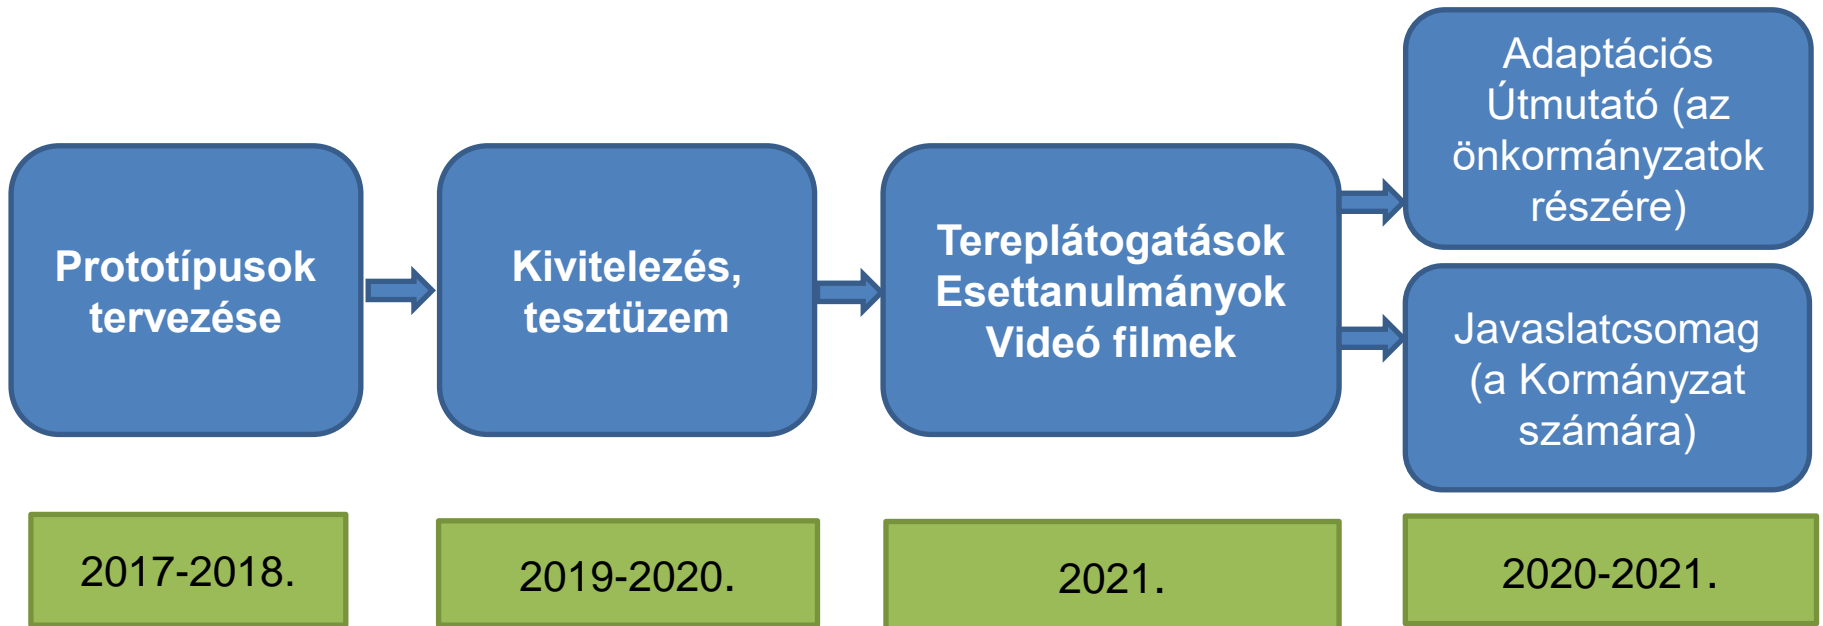 Prototípusok
tervezése
Kivitelezés,
tesztüzem
Tereplátogatások
Esettanulmányok
Videó filmek
Adaptációs
Útmutató (az
önkormányzatok
részére)
Javaslatcsomag
(a Kormányzat
számára)
2017-2018.
2019-2020.
2021.
2020-2021.